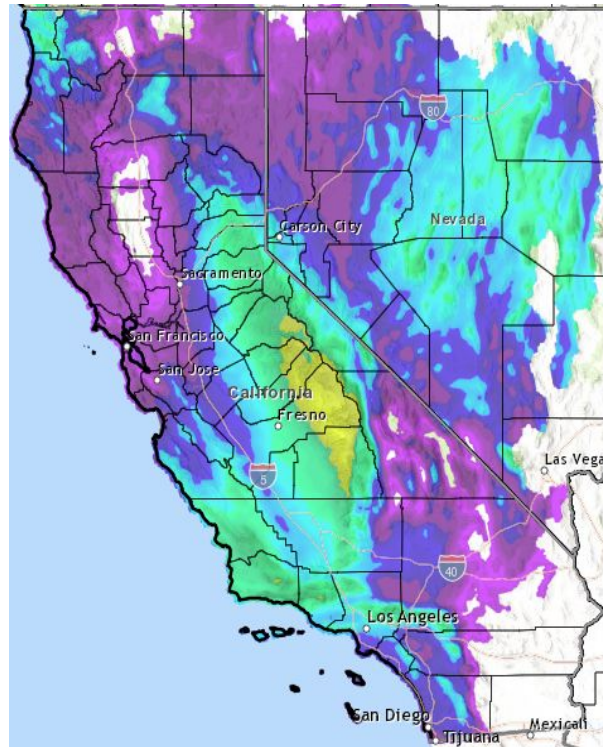 80
Nevada
Carson City
Sacramento
San Francisco
San Jose
California
Fresno
5
Las Vega
40
Los Angeles
San Diego
Mexicali
Tijuana